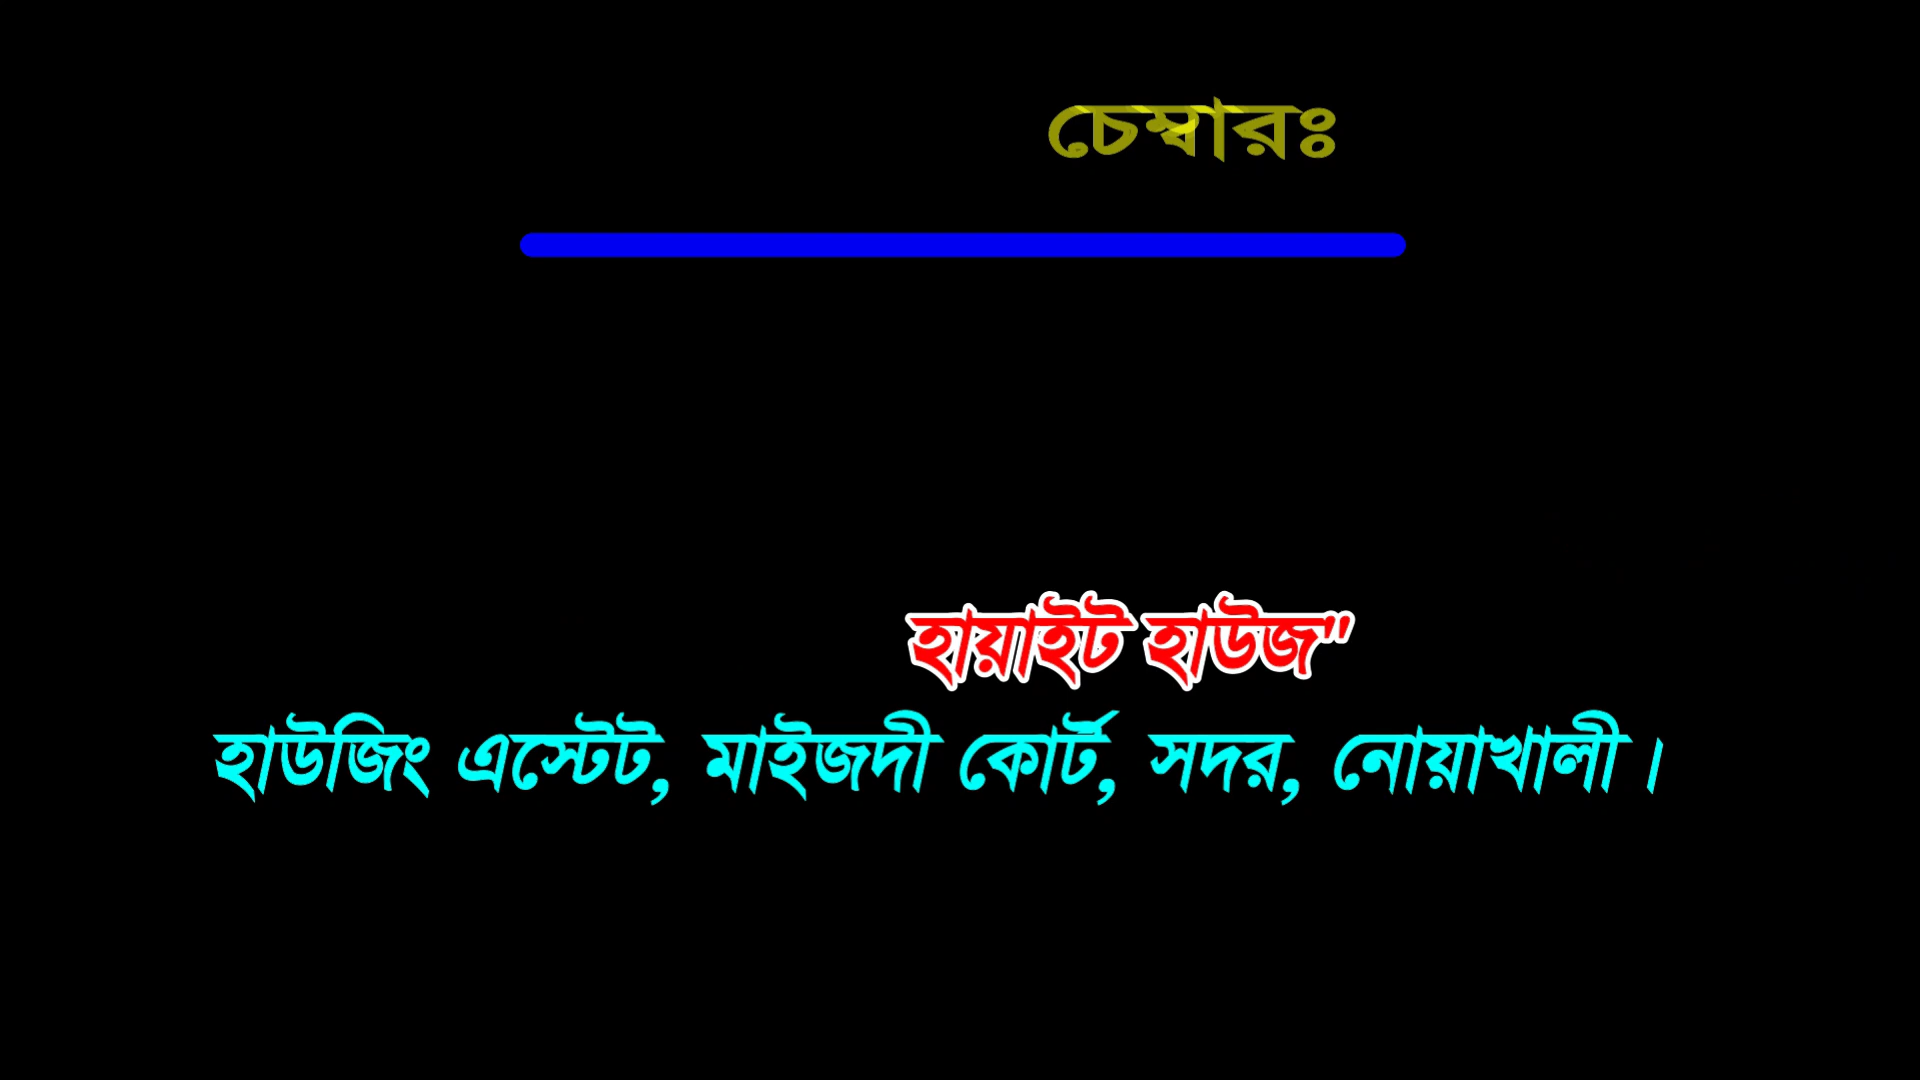 চেম্বারঃ
হায়াইট হাউজ"
হাউজিং এস্টেট, মাইজদী কোর্ট, সদর, নোয়াখালী।